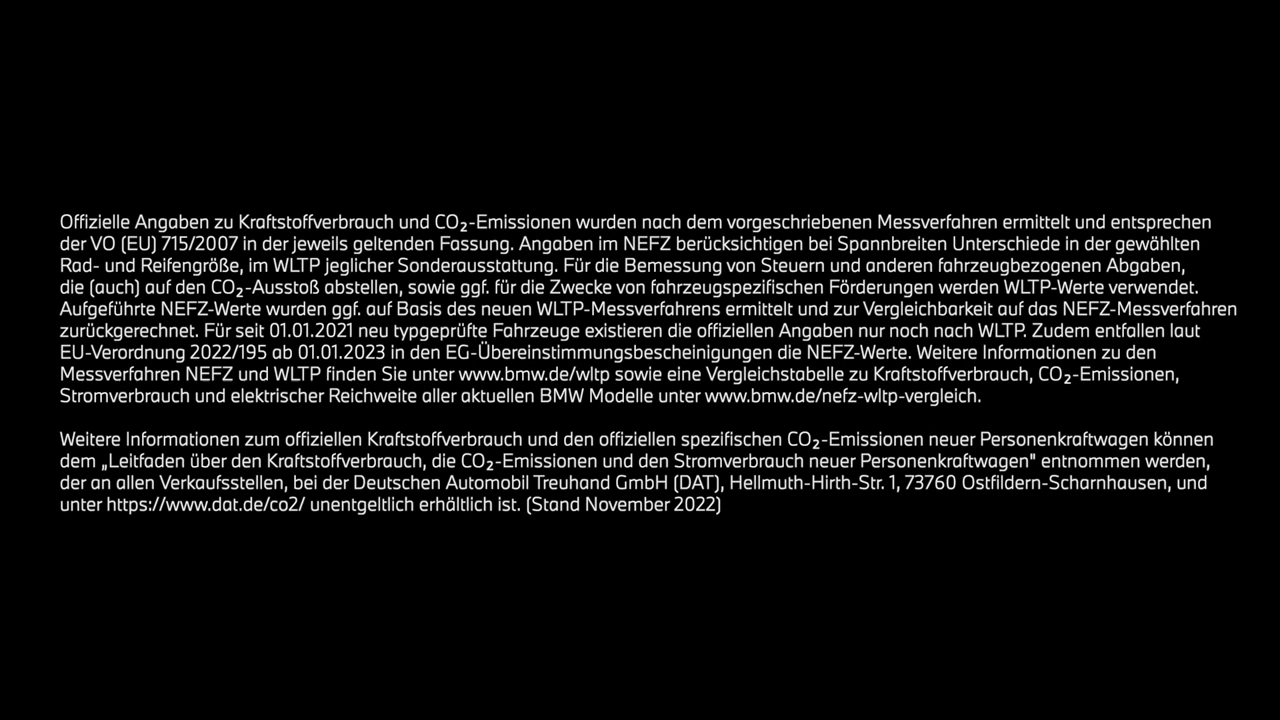 Offizielle Angaben zu Kraftstoffverbrauch und CO₂-Emissionen wurden nach dem vorgeschriebenen Messverfahren ermittelt und entsprechen
der VO (EU) 715/2007 in der jeweils geltenden Fassung. Angaben im NEFZ berücksichtigen bei Spannbreiten Unterschiede in der gewählten
Rad- und Reifengröße, im WLTP jeglicher Sonderausstattung. Für die Bemessung von Steuern und anderen fahrzeugbezogenen Abgaben,
die (auch) auf den CO₂-Ausstoß abstellen, sowie ggf. für die Zwecke von fahrzeugspezifischen Förderungen werden WLTP-Werte verwendet.
Aufgeführte NEFZ-Werte wurden ggf. auf Basis des neuen WLTP-Messverfahrens ermittelt und zur Vergleichbarkeit auf das NEFZ-Messverfahren
zurückgerechnet. Für seit 01.01.2021 neu typgeprüfte Fahrzeuge existieren die offiziellen Angaben nur noch nach WLTP. Zudem entfallen laut
EU-Verordnung 2022/195 ab 01.01.2023 in den EG-Übereinstimmungsbescheinigungen die NEFZ-Werte. Weitere Informationen zu den
Messverfahren NEFZ und WLTP finden Sie unter www.bmw.de/wltp sowie eine Vergleichstabelle zu Kraftstoffverbrauch, CO₂-Emissionen,
Stromverbrauch und elektrischer Reichweite aller aktuellen BMW Modelle unter www.bmw.de/nefz-wltp-vergleich.
Weitere Informationen zum offiziellen Kraftstoffverbrauch und den offiziellen spezifischen CO₂-Emissionen neuer Personenkraftwagen können
dem „Leitfaden über den Kraftstoffverbrauch, die CO₂-Emissionen und den Stromverbrauch neuer Personenkraftwagen" entnommen werden,
der an allen Verkaufsstellen, bei der Deutschen Automobil Treuhand GmbH (DAT), Hellmuth-Hirth-Str. 1, 73760 Ostfildern-Scharnhausen, und
unter https://www.dat.de/co2/ unentgeltlich erhältlich ist. (Stand November 2022)